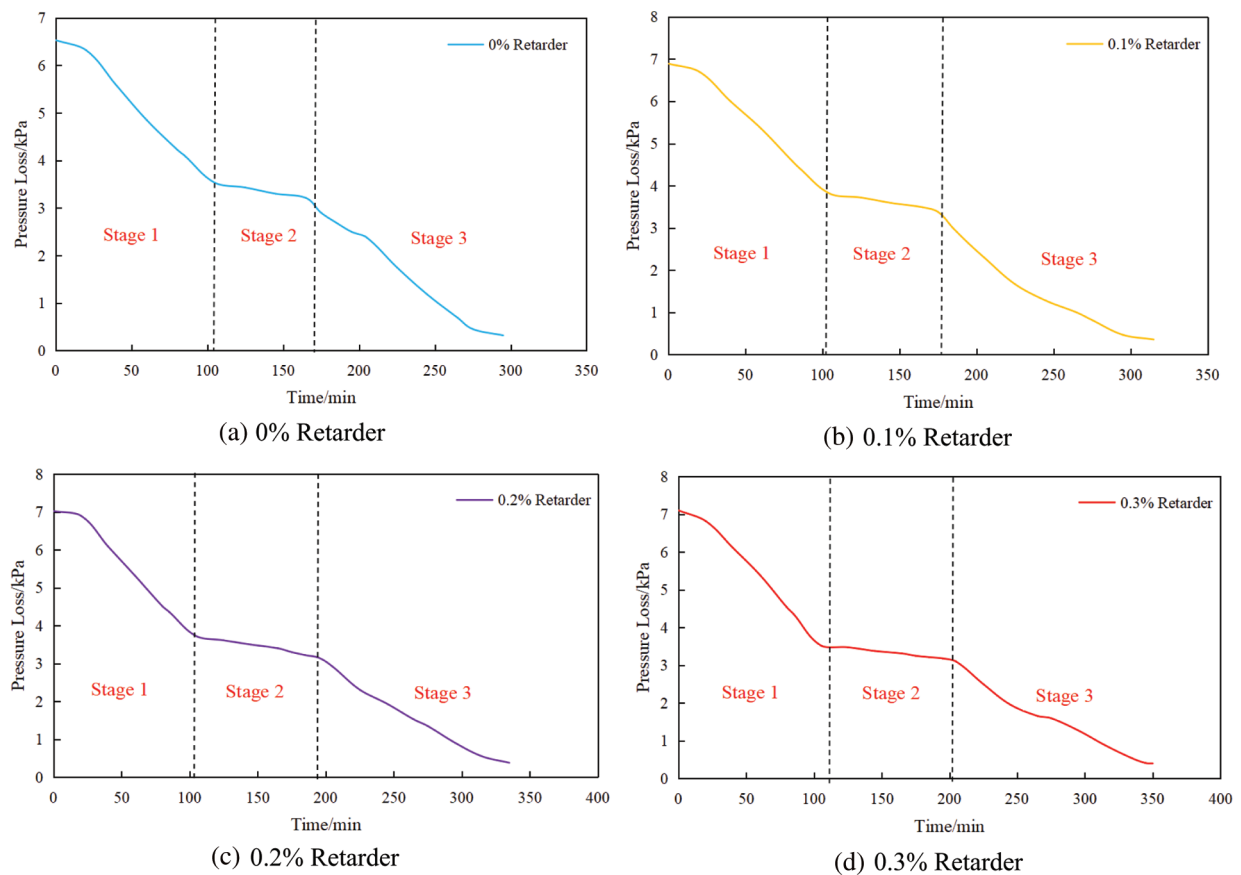 7
6
5
4
3
2
1
0
Pressure Loss/kPa
0% Retarder
Stage 1
Stage 2
Stage 3
0 50 100 150 200 250 300 350
Time/min
(a) 0% Retarder
8
7
6
5
4
3
2
1
0
Pressure Loss/kPa
0.1% Retarder
Stage 1
Stage 2
Stage 3
0 50 100 150 200 250 300 350
Time/min
(b) 0.1% Retarder
8
7
6
5
4
3
2
1
0
Pressure Loss/kPa
0.2% Retarder
Stage 1
Stage 2
Stage 3
0 50 100 150 200 250 300 350 400
Time/min
(c) 0.2% Retarder
8
7
6
5
4
3
2
1
0
Pressure Loss/kPa
0.3% Retarder
Stage 1
Stage 2
Stage 3
0 50 100 150 200 250 300 350 400
Time/min
(d) 0.3% Retarder